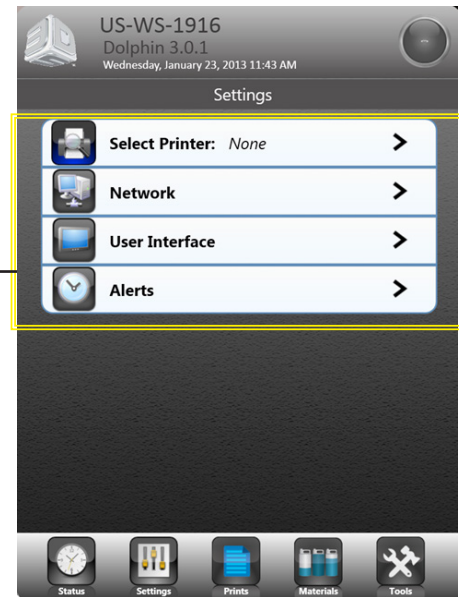 US-WS-1916
Dolphin 3.0.1
Wednesday, January 23, 2013 11:43 AM
Settings
Select Printer: None
Network
User Interface
Alerts
Status Settings Prints Materials Tools